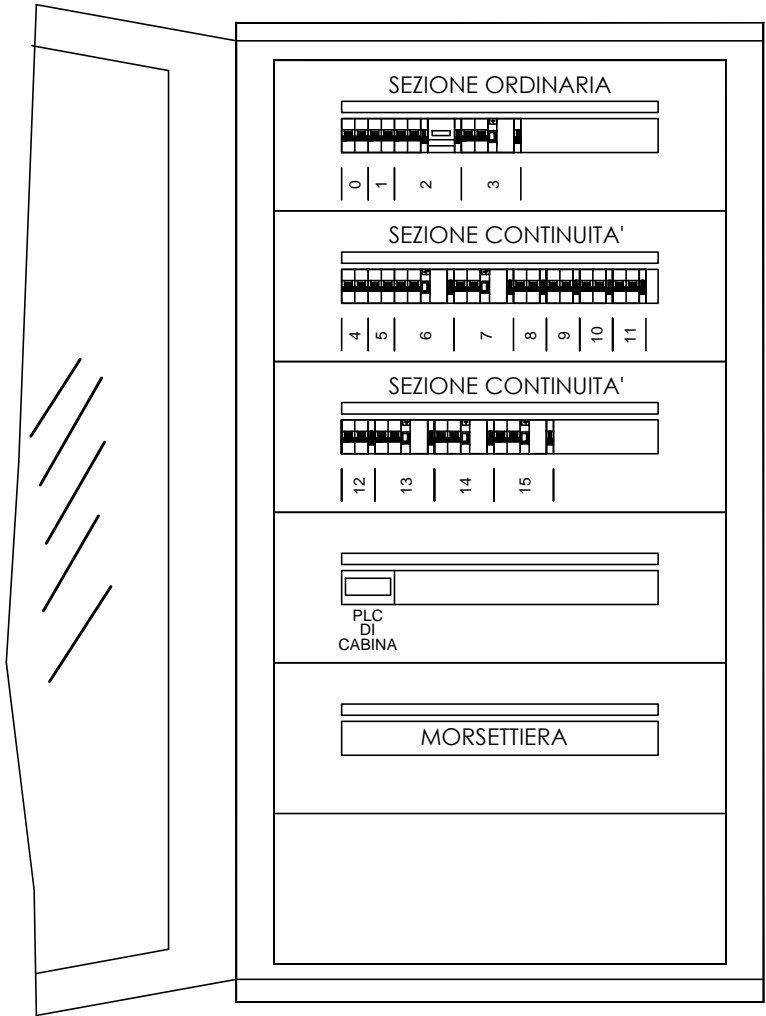 SEZIONE ORDINARIA
0 1 2 3
SEZIONE CONTINUITA'
4 5 6 7 8 9 10 11
SEZIONE CONTINUITA'
12 13 14 15
PLC
DI
CABINA
MORSETTIERA